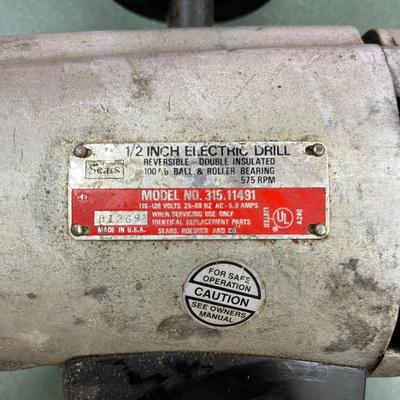 Sears
1/2 INCH ELECTRIC DRILL
REVERSIBLE - DOUBLE INSULATED
100% BALL & ROLLER BEARING
575 RPM
MODEL NO. 315.11491
110-120 VOLTS 25-60 HZ AC - 5.0 AMPS
WHEN SERVICING USE ONLY
IDENTICAL REPLACEMENT PARTS
MADE IN U.S.A.
SEARS, ROEBUCK AND CO.
LISTED
UL
A240
FOR SAFE
OPERATION
CAUTION
SEE OWNERS
MANUAL